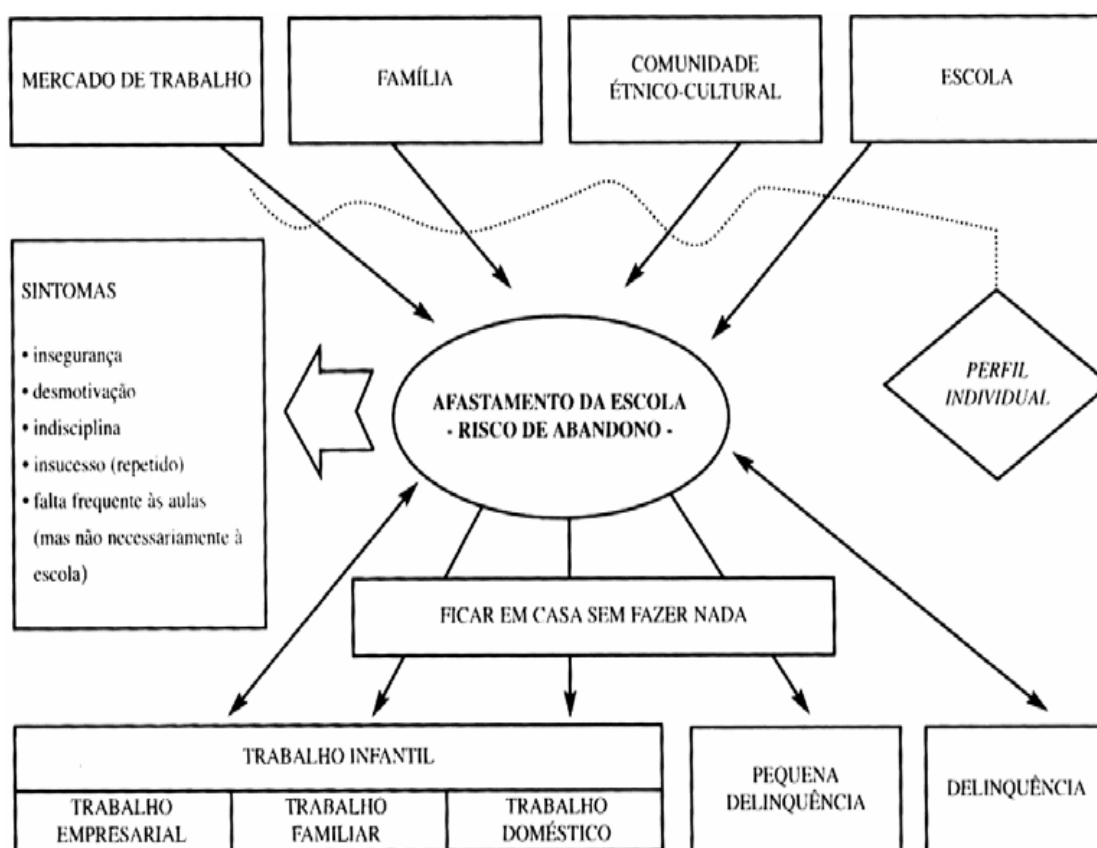 MERCADO DE TRABALHO
FAMÍLIA
COMUNIDADE
ÉTNICO-CULTURAL
ESCOLA
SINTOMAS
• insegurança
• desmotivação
• indisciplina
• insucesso (repetido)
• falta frequente às aulas
(mas não necessariamente à
escola)
AFASTAMENTO DA ESCOLA
- RISCO DE ABANDONO -
PERFIL
INDIVIDUAL
FICAR EM CASA SEM FAZER NADA
TRABALHO INFANTIL
TRABALHO
EMPRESARIAL
TRABALHO
FAMILIAR
TRABALHO
DOMÉSTICO
PEQUENA
DELINQUÊNCIA
DELINQUÊNCIA